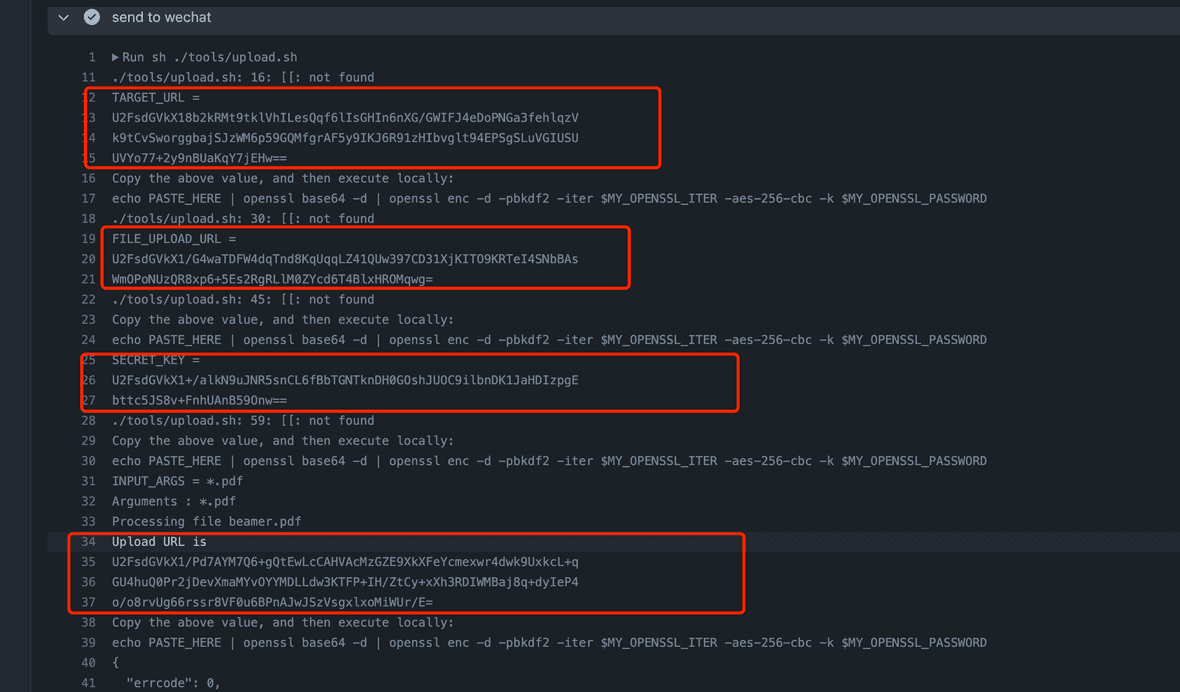 send to wechat
1 Run sh ./tools/upload.sh
11 ./tools/upload.sh: 16: [[: not found
12 TARGET_URL =
13 U2FsdGVkX18b2kRMt9tklVhILesQqf6lIsGHIn6nXG/GWIFJ4eDoPNGa3fehlqzV
14 k9tCvSworggbajSJzWM6p59GQMfgrAF5y9IKJ6R91zHIbvglt94EPSgSLuVGIUSU
15 UVYo77+2y9nBUaKqY7jEHw==
16 Copy the above value, and then execute locally:
17 echo PASTE_HERE | openssl base64 -d | openssl enc -d -pbkdf2 -iter $MY_OPENSSL_ITER -aes-256-cbc -k $MY_OPENSSL_PASSWORD
18 ./tools/upload.sh: 30: [[: not found
19 FILE_UPLOAD_URL =
20 U2FsdGVkX1/G4waTDFW4dqTnd8KqUqqLZ41QUw397CD31XjKITO9KRTeI4SNbBAs
21 WmOPoNUzQR8xp6+5Es2RgRLlM0ZYcd6T4BlxHROMqwg=
22 ./tools/upload.sh: 45: [[: not found
23 Copy the above value, and then execute locally:
24 echo PASTE_HERE | openssl base64 -d | openssl enc -d -pbkdf2 -iter $MY_OPENSSL_ITER -aes-256-cbc -k $MY_OPENSSL_PASSWORD
25 SECRET_KEY =
26 U2FsdGVkX1+/alkN9uJNR5snCL6fBbTGNTknDH0GOshJUOC9ilbnDK1JaHDIzpgE
27 bttc5JS8v+FnhUAnB59Onw==
28 ./tools/upload.sh: 59: [[: not found
29 Copy the above value, and then execute locally:
30 echo PASTE_HERE | openssl base64 -d | openssl enc -d -pbkdf2 -iter $MY_OPENSSL_ITER -aes-256-cbc -k $MY_OPENSSL_PASSWORD
31 INPUT_ARGS = *.pdf
32 Arguments : *.pdf
33 Processing file beamer.pdf
34 Upload URL is
35 U2FsdGVkX1/Pd7AYM7Q6+gQtEwLcCAHVAcMzGZE9XkXFeYcmexwr4dwk9UxkcL+q
36 GU4huQ0Pr2jDevXmaMYvOYYMDLLdw3KTFP+IH/ZtCy+xXh3RDIWMBaj8q+dyIeP4
37 o/o8rvUg66rssr8VF0u6BPnAJwJSzVsgxlxoMiWUr/E=
38 Copy the above value, and then execute locally:
39 echo PASTE_HERE | openssl base64 -d | openssl enc -d -pbkdf2 -iter $MY_OPENSSL_ITER -aes-256-cbc -k $MY_OPENSSL_PASSWORD
40 {
41 "errcode": 0,